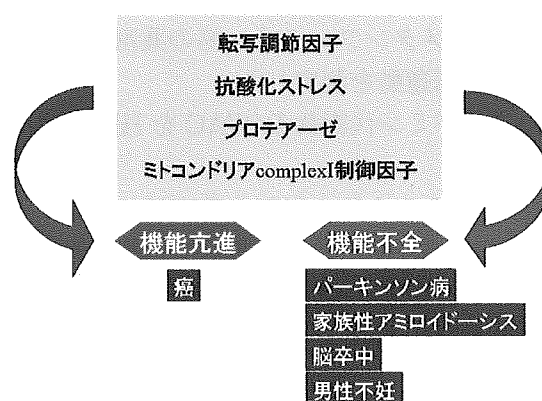 転写調節因子
抗酸化ストレス
プロテアーゼ
ミトコンドリアcomplexI制御因子
機能亢進
機能不全
癌
パーキンソン病
家族性アミロイドーシス
脳卒中
男性不妊